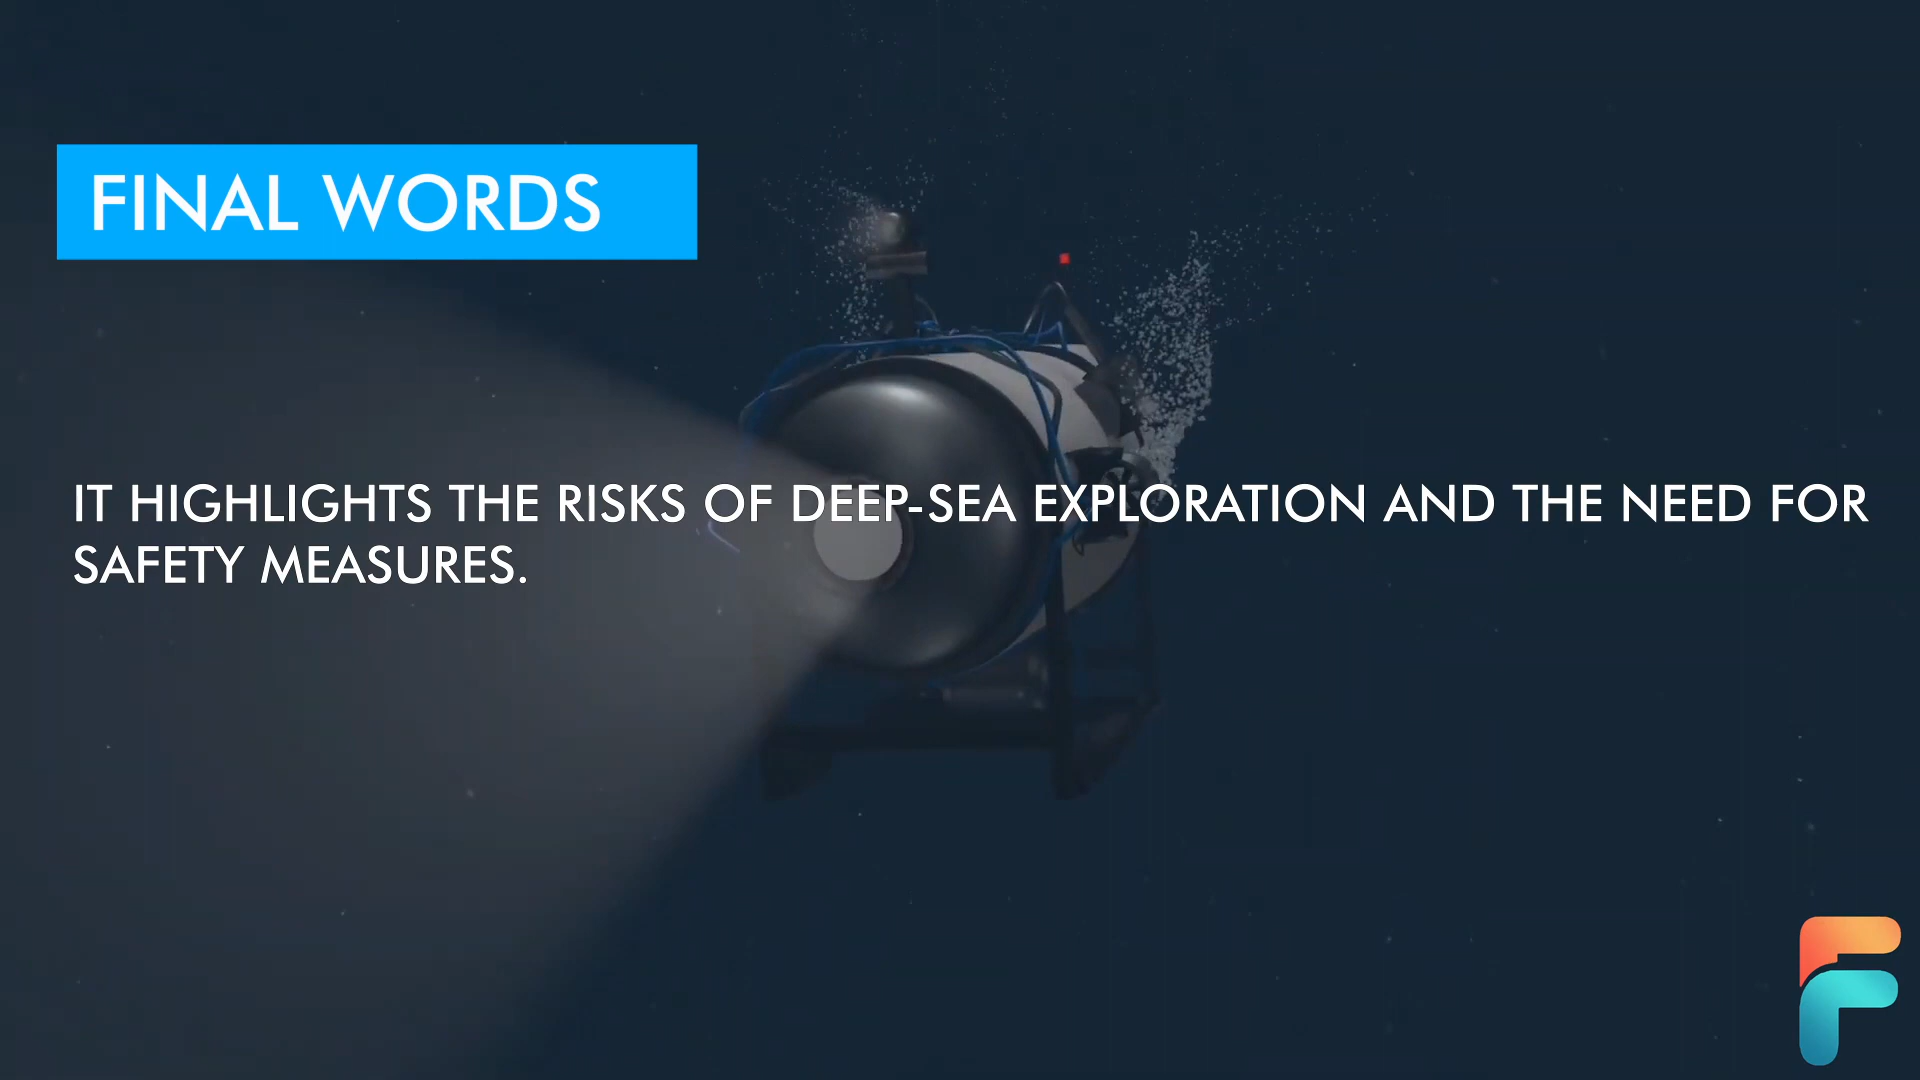 FINAL WORDS
IT HIGHLIGHTS THE RISKS OF DEEP-SEA EXPLORATION AND THE NEED FOR
SAFETY MEASURES.